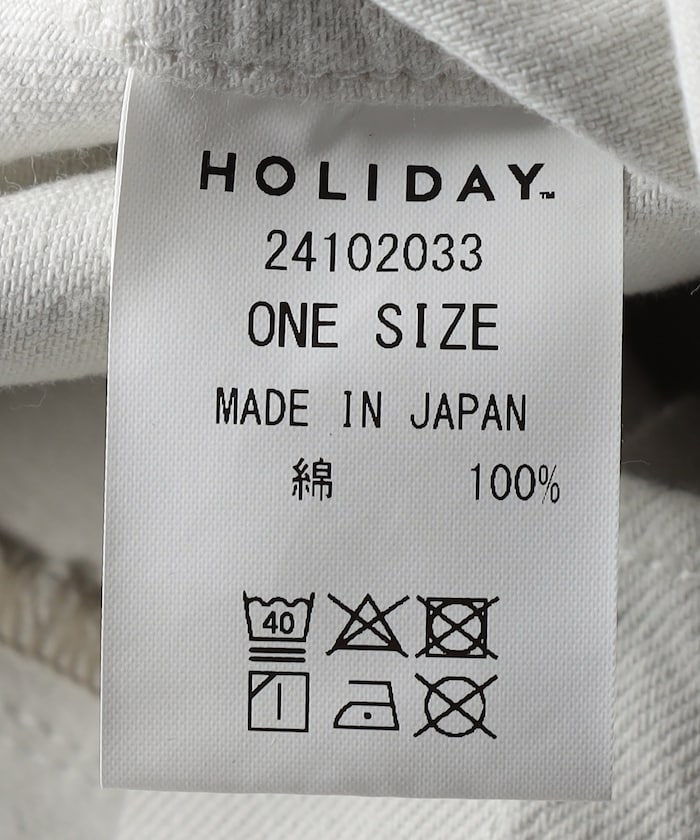 HOLIDAY™
24102033
ONE SIZE
MADE IN JAPAN
綿 100%
40